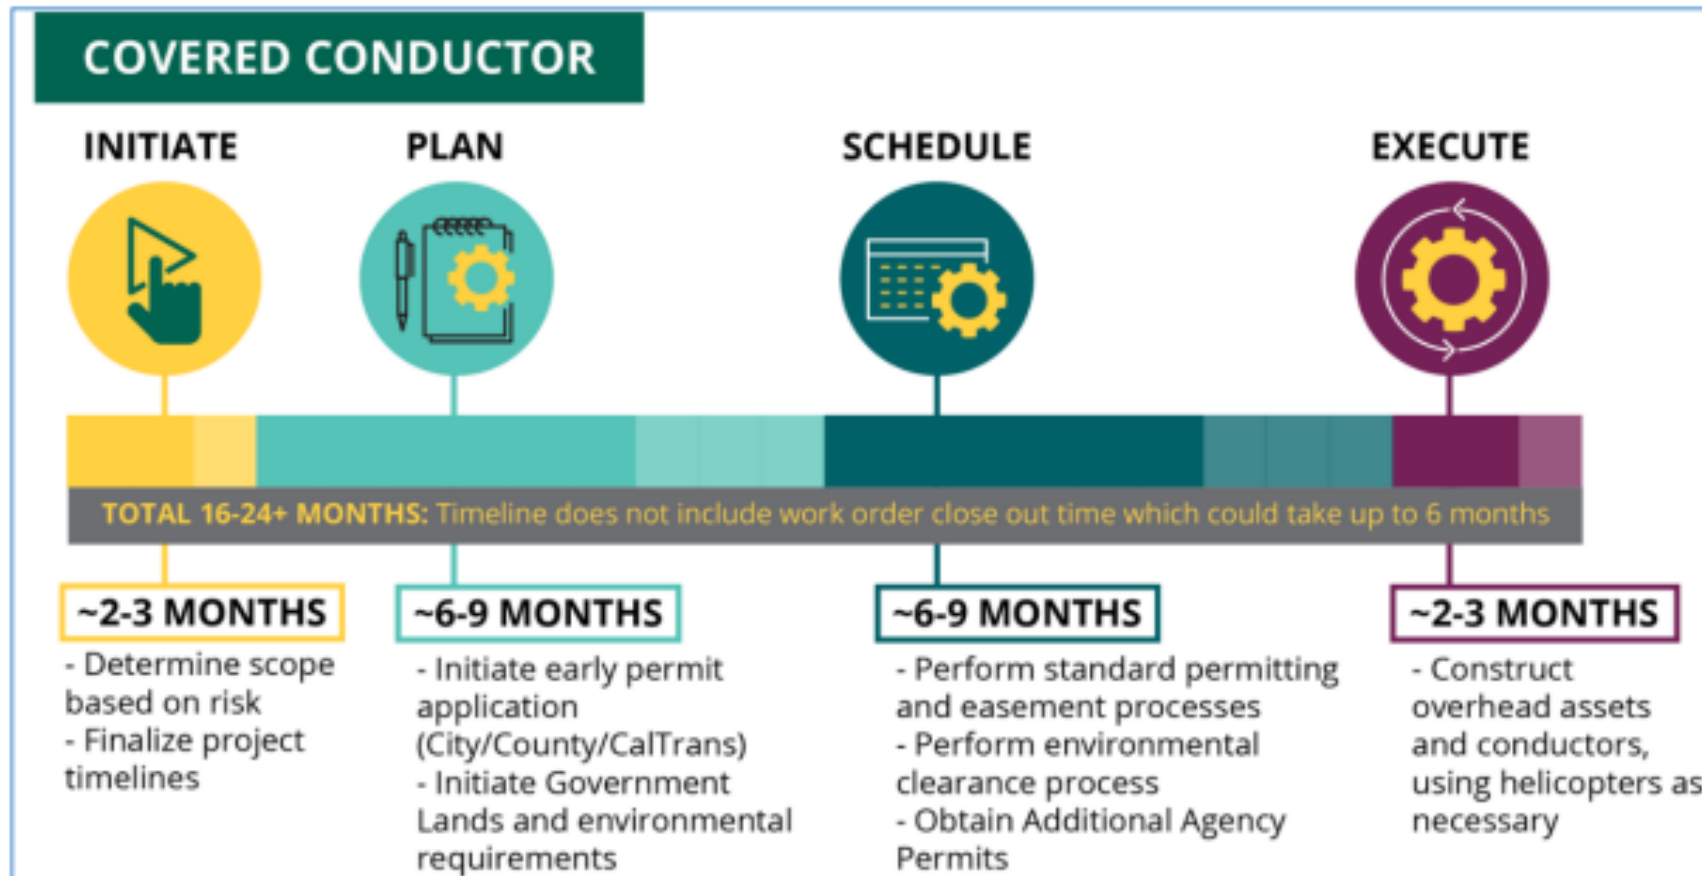 COVERED CONDUCTOR
INITIATE
PLAN
SCHEDULE
EXECUTE
TOTAL 16-24+ MONTHS: Timeline does not include work order close out time which could take up to 6 months
~2-3 MONTHS
- Determine scope
based on risk
- Finalize project
timelines
~6-9 MONTHS
- Initiate early permit
application
(City/County/CalTrans)
- Initiate Government
Lands and environmental
requirements
~6-9 MONTHS
- Perform standard permitting
and easement processes
- Perform environmental
clearance process
- Obtain Additional Agency
Permits
~2-3 MONTHS
- Construct
overhead assets
and conductors,
using helicopters as
necessary